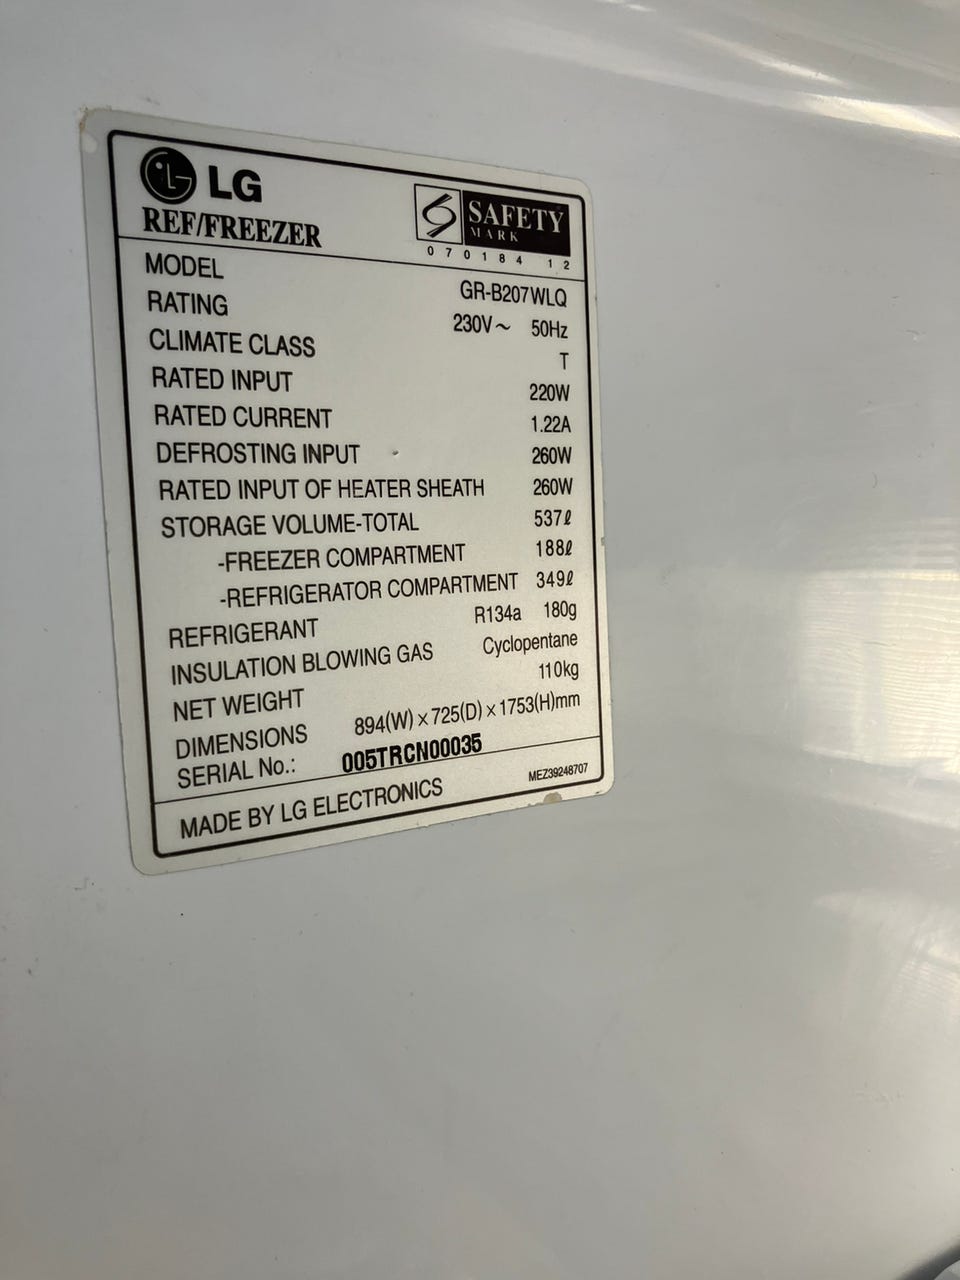 LG
REF/FREEZER
SAFETY
MARK
070184 12
MODEL GR-B207WLQ
RATING 230V~ 50Hz
CLIMATE CLASS T
RATED INPUT 220W
RATED CURRENT 1.22A
DEFROSTING INPUT 260W
RATED INPUT OF HEATER SHEATH 260W
STORAGE VOLUME-TOTAL 537ℓ
-FREEZER COMPARTMENT 188ℓ
-REFRIGERATOR COMPARTMENT 349ℓ
REFRIGERANT R134a 180g
INSULATION BLOWING GAS Cyclopentane
NET WEIGHT 110kg
DIMENSIONS 894(W)×725(D)×1753(H)mm
SERIAL No.: 005TRCN00035
MADE BY LG ELECTRONICS MEZ39248707